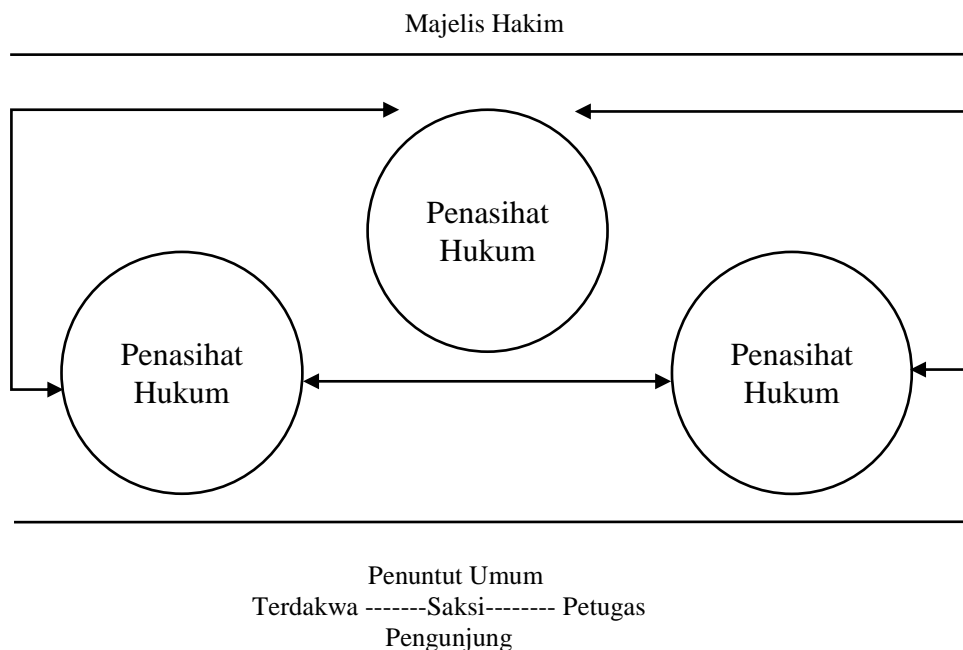 Majelis Hakim
Penasihat
Hukum
Penasihat
Hukum
Penasihat
Hukum
Penuntut Umum
Terdakwa -------Saksi-------- Petugas
Pengunjung